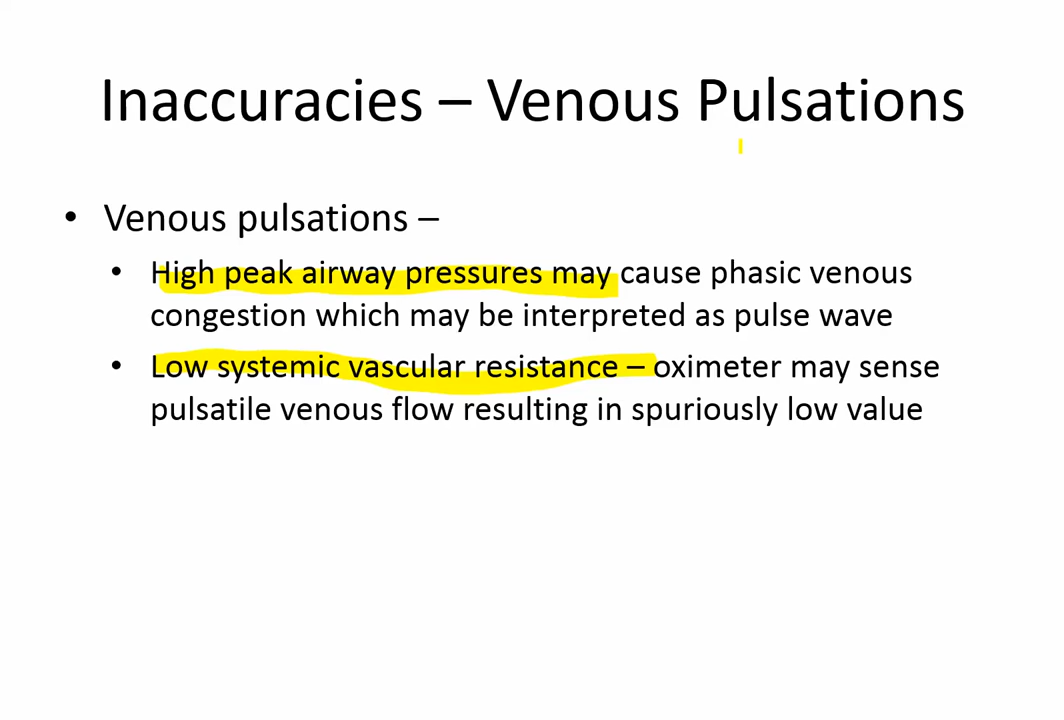 Inaccuracies – Venous Pulsations
• Venous pulsations –
• High peak airway pressures may cause phasic venous
congestion which may be interpreted as pulse wave
• Low systemic vascular resistance – oximeter may sense
pulsatile venous flow resulting in spuriously low value